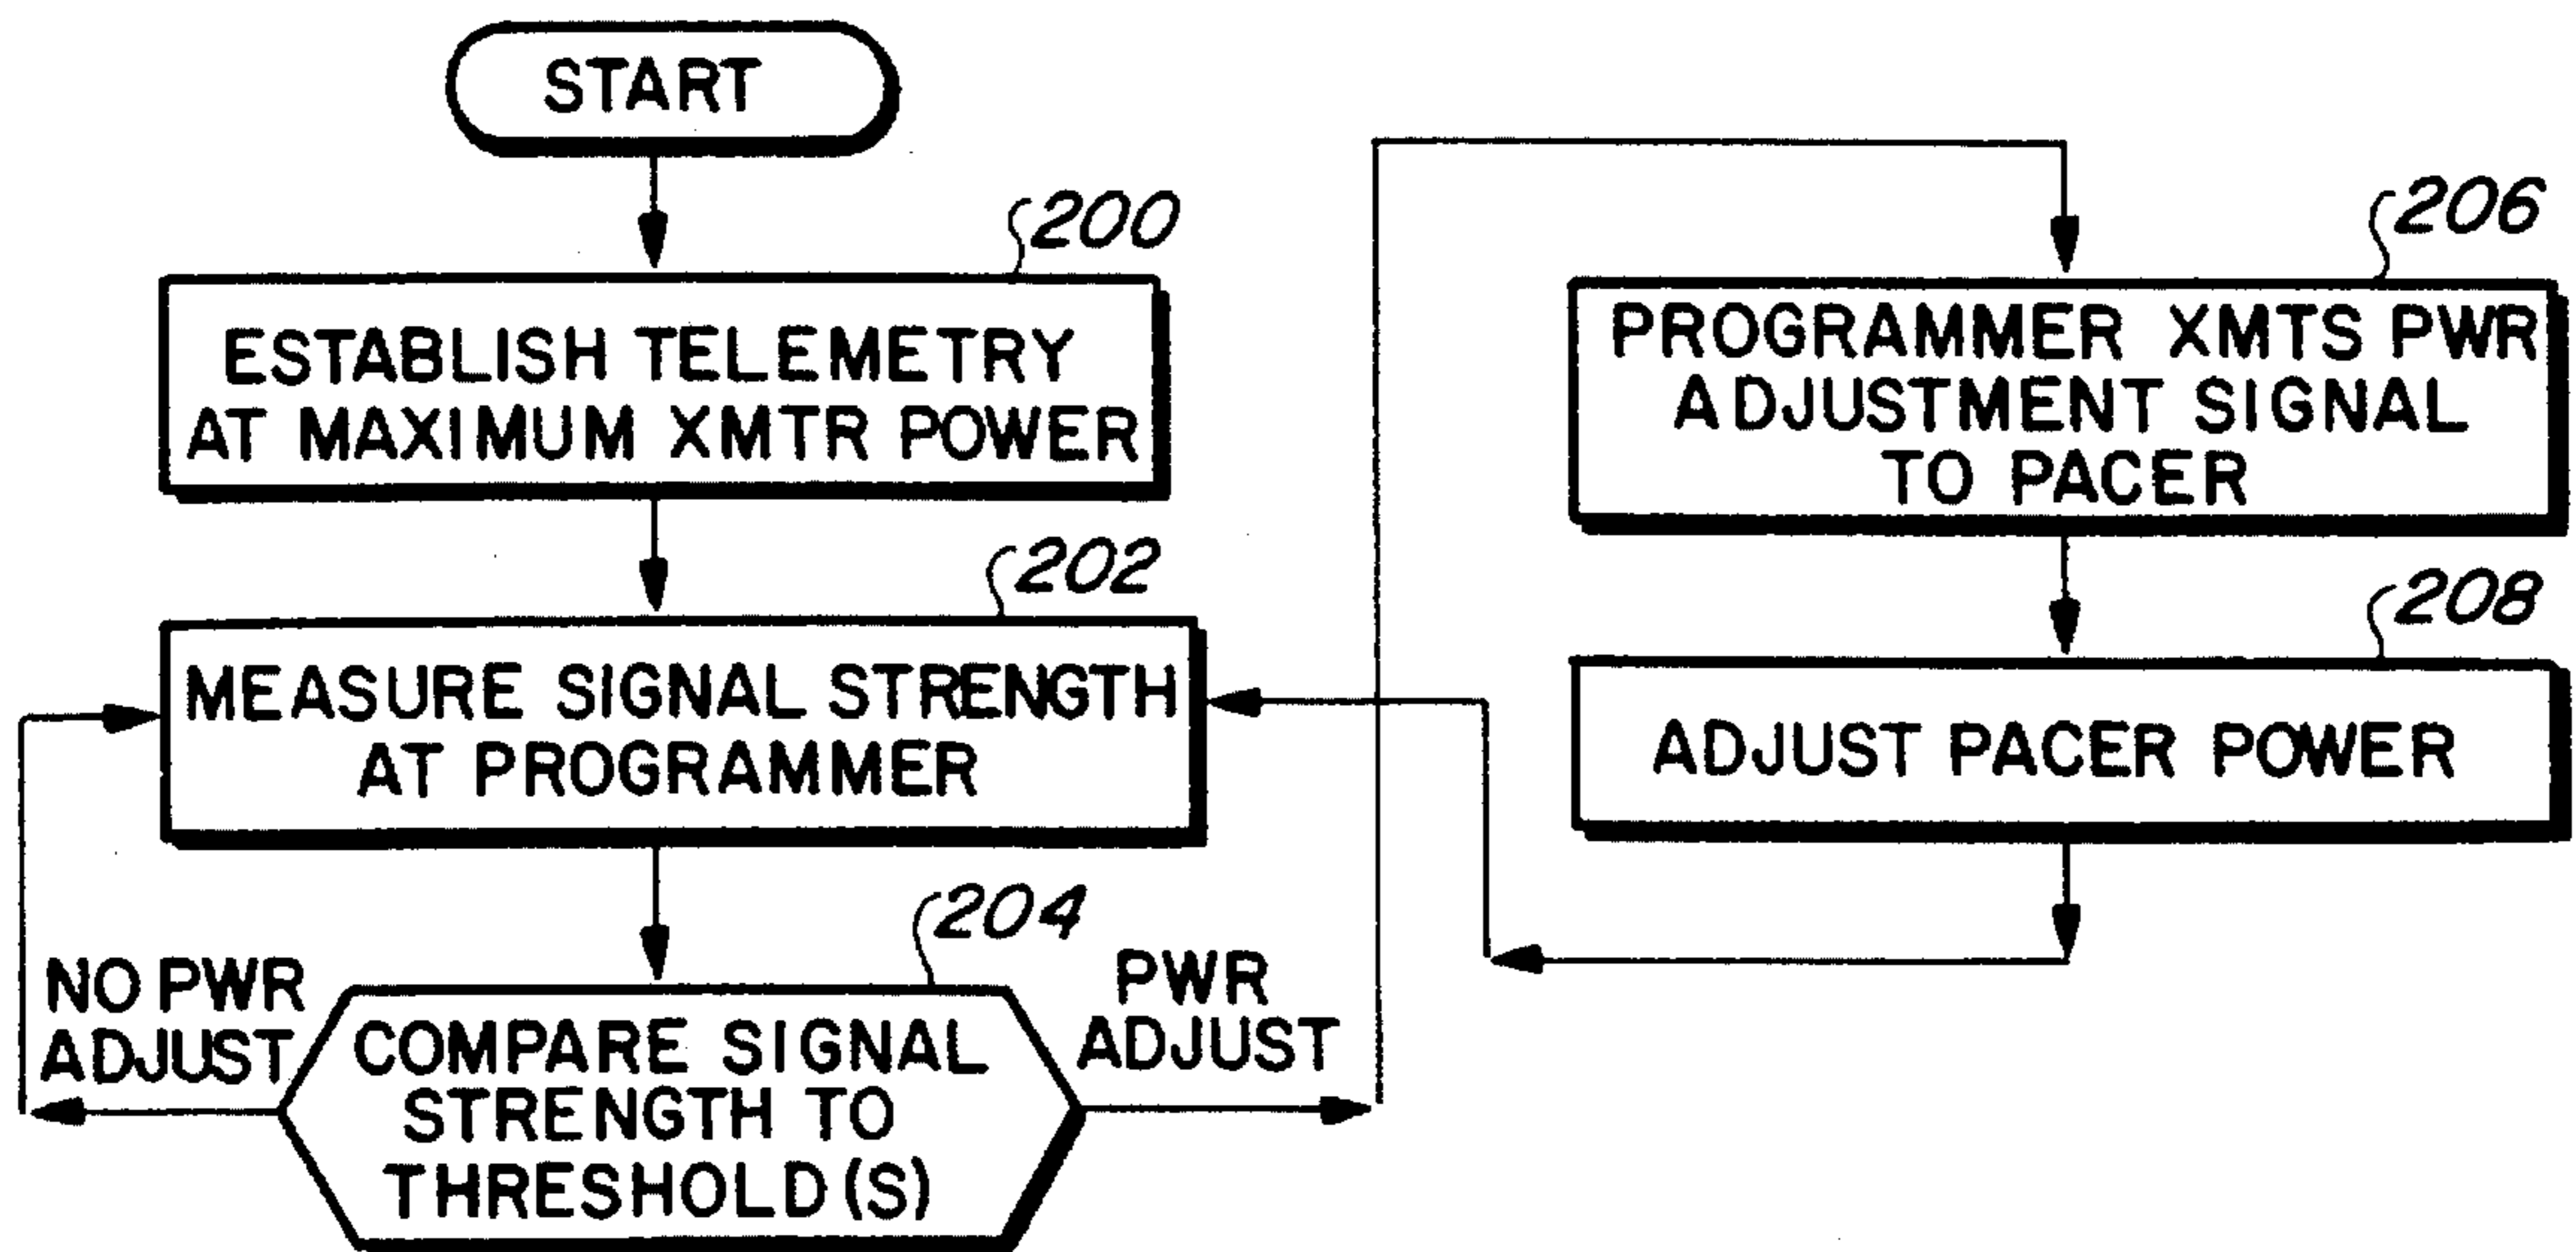 START
200
ESTABLISH TELEMETRY
AT MAXIMUM XMTR POWER
202
MEASURE SIGNAL STRENGTH
AT PROGRAMMER
204
NO PWR
ADJUST
COMPARE SIGNAL
STRENGTH TO
THRESHOLD(S)
PWR
ADJUST
206
PROGRAMMER XMTS PWR
ADJUSTMENT SIGNAL
TO PACER
208
ADJUST PACER POWER